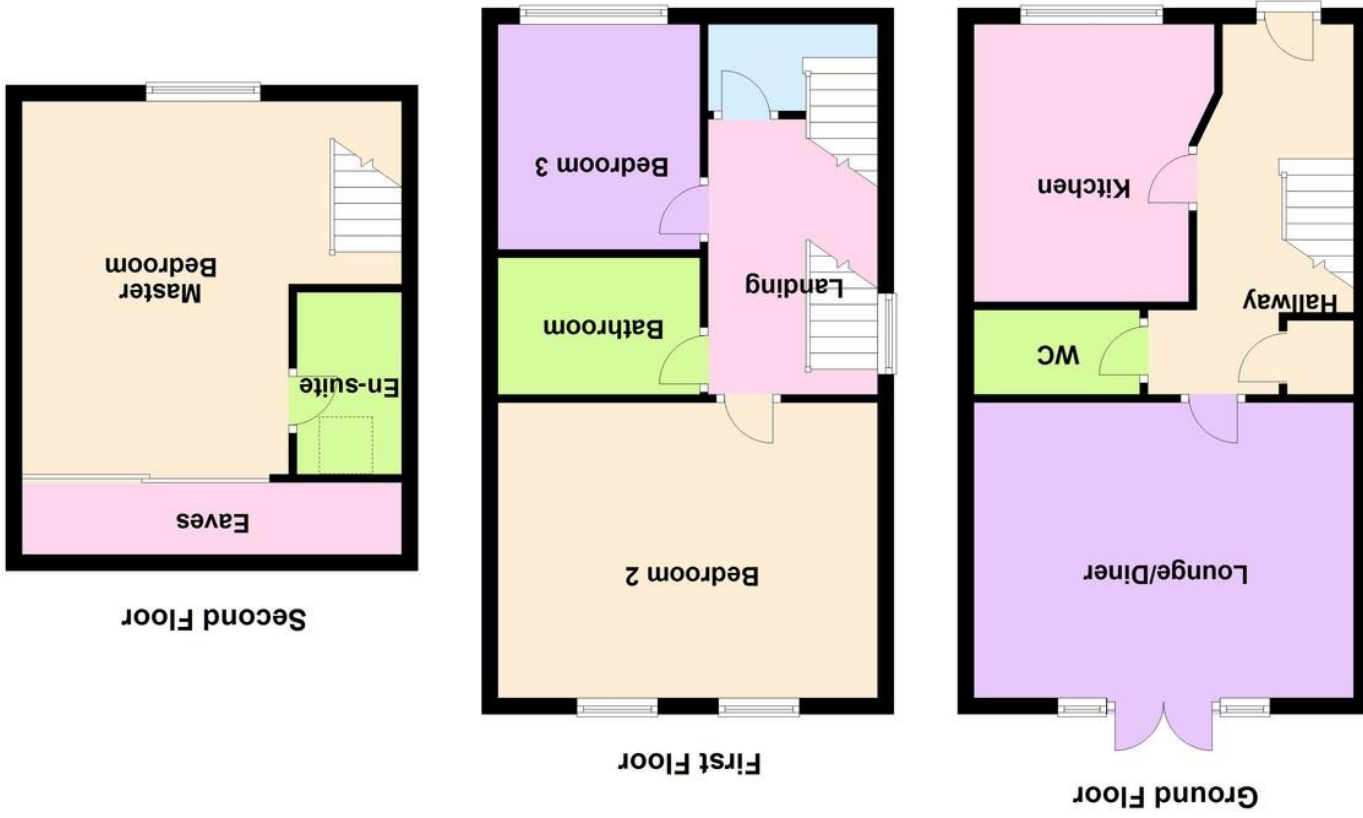 Ground Floor
Lounge/Diner
WC
Hallway
Kitchen
First Floor
Bedroom 2
Bathroom
Landing
Bedroom 3
Second Floor
Eaves
En-suite
Master
Bedroom